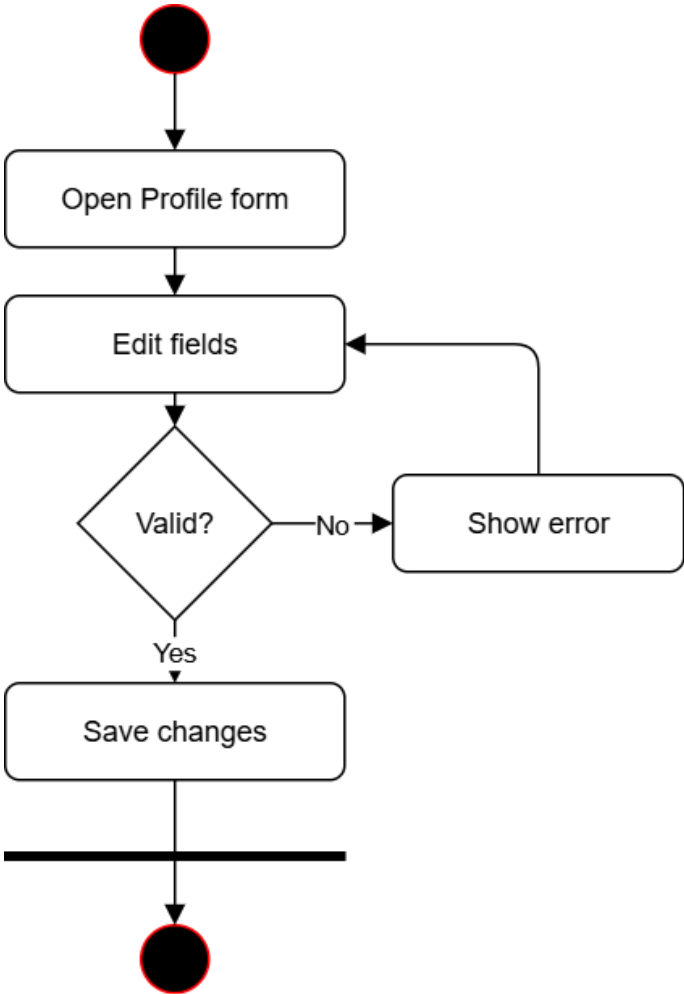 Open Profile form
Edit fields
Valid?
No
Show error
Yes
Save changes